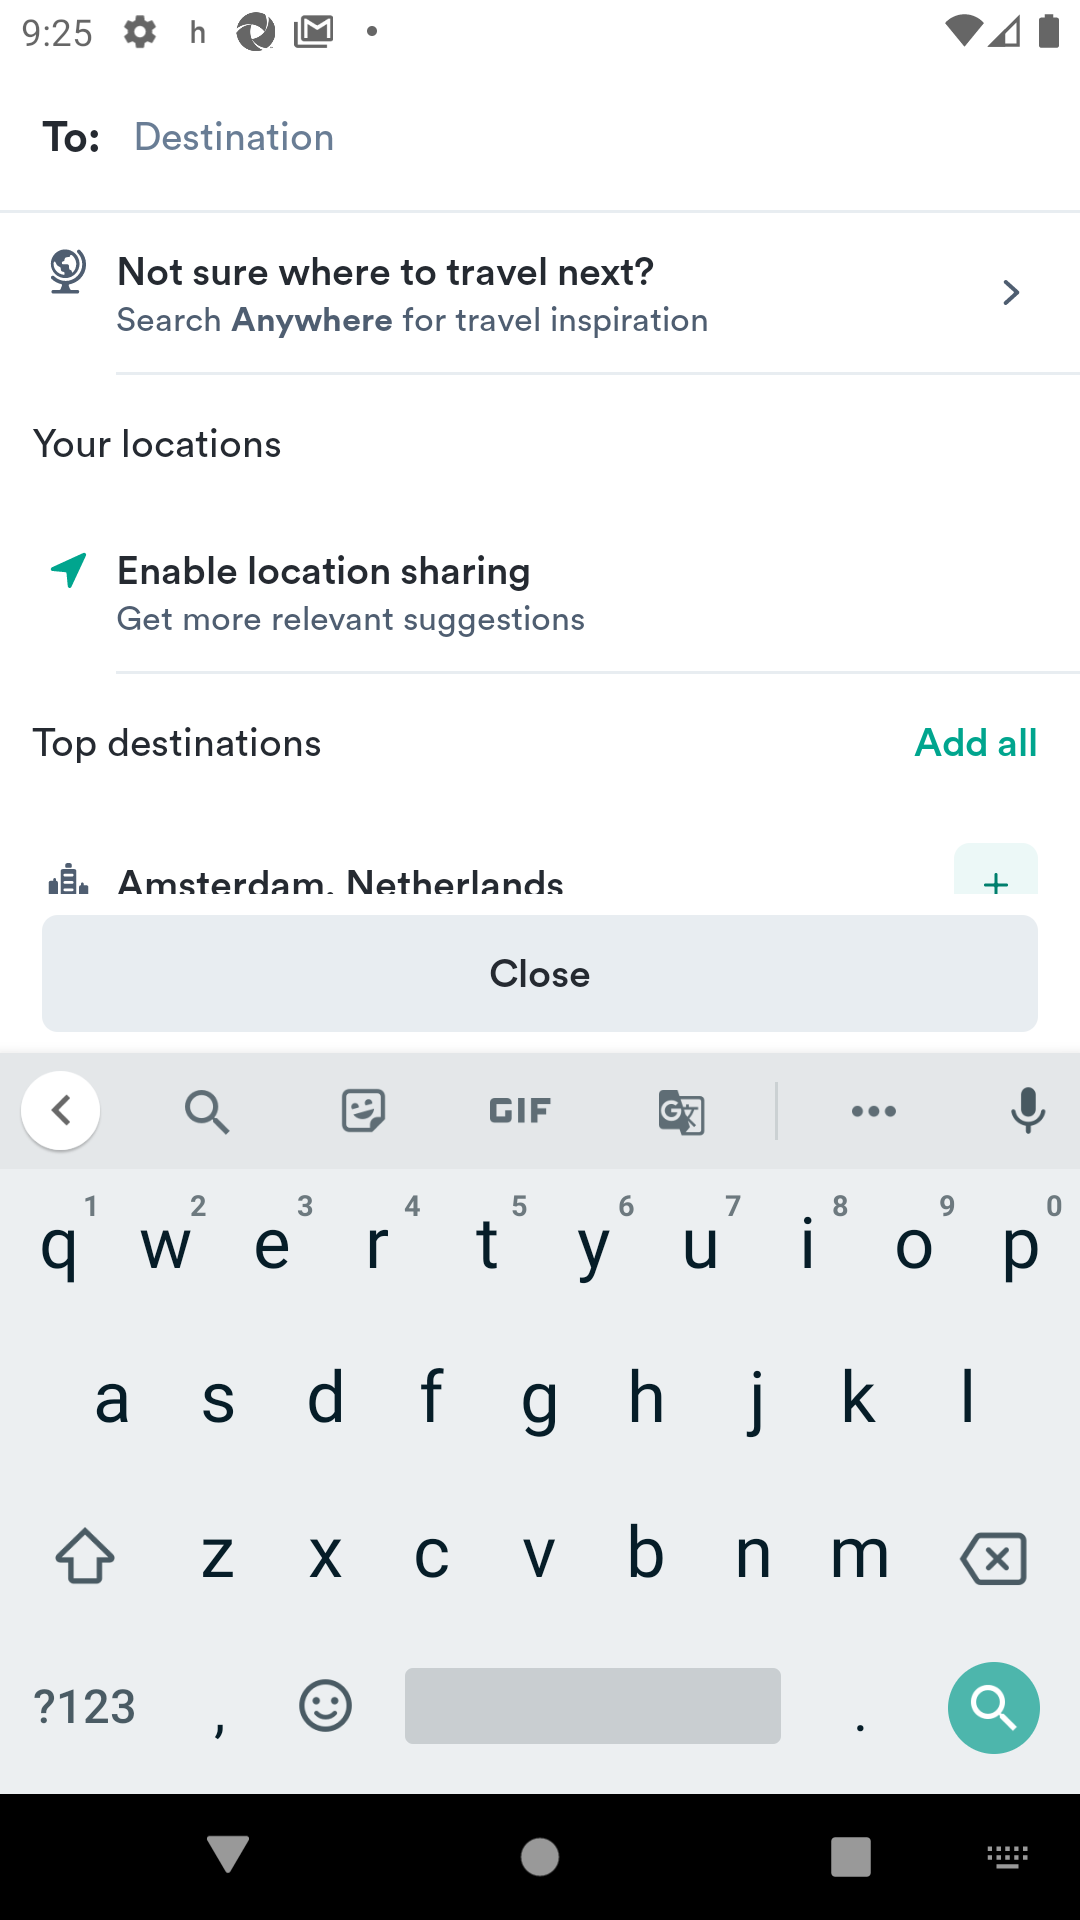 9:25 h
To: Destination
Not sure where to travel next?
Search Anywhere for travel inspiration
Your locations
Enable location sharing
Get more relevant suggestions
Top destinations Add all
Amsterdam, Netherlands +
Close
GIF G
1 2 3 4 5 6 7 8 9 0
q w e r t y u i o p
a s d f g h j k l
z x c v b n m
?123 , .